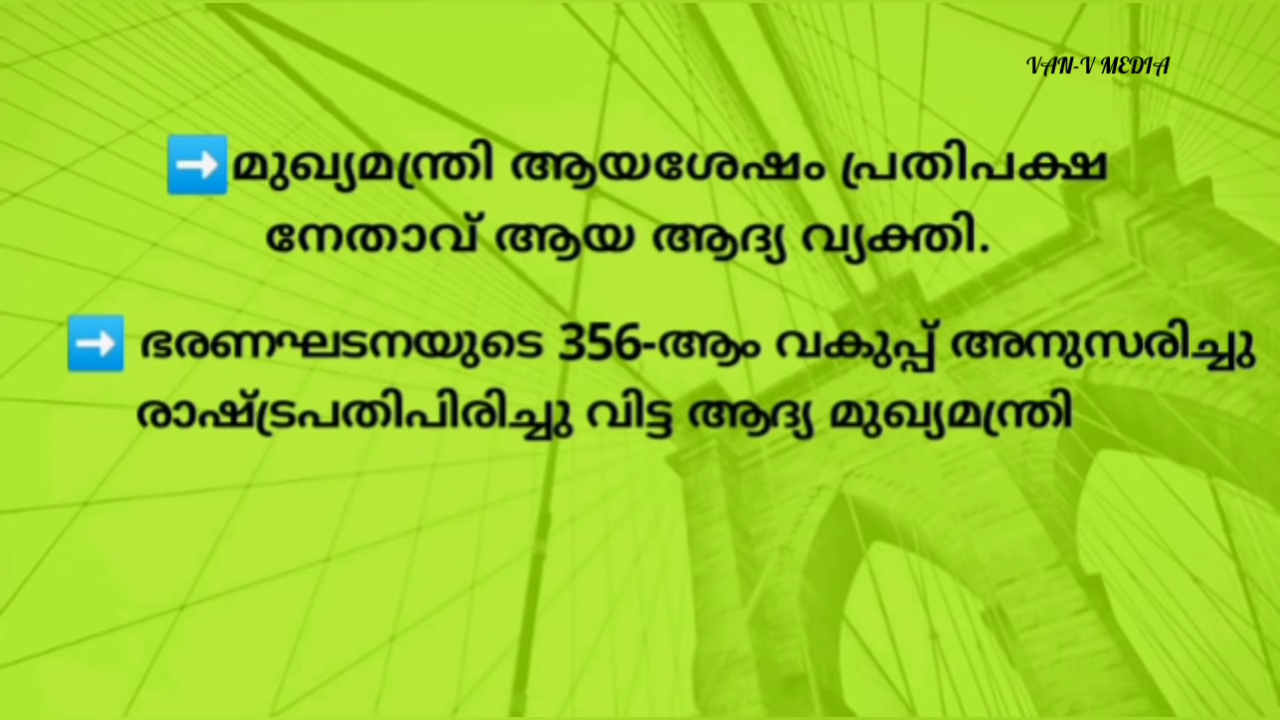 VAN-V MEDIA
➡️മുഖ്യമന്ത്രി ആയശേഷം പ്രതിപക്ഷ
നേതാവ് ആയ ആദ്യ വ്യക്തി.
➡️ ഭരണഘടനയുടെ 356-ആം വകുപ്പ് അനുസരിച്ചു
രാഷ്ട്രപതിപിരിച്ചു വിട്ട ആദ്യ മുഖ്യമന്ത്രി